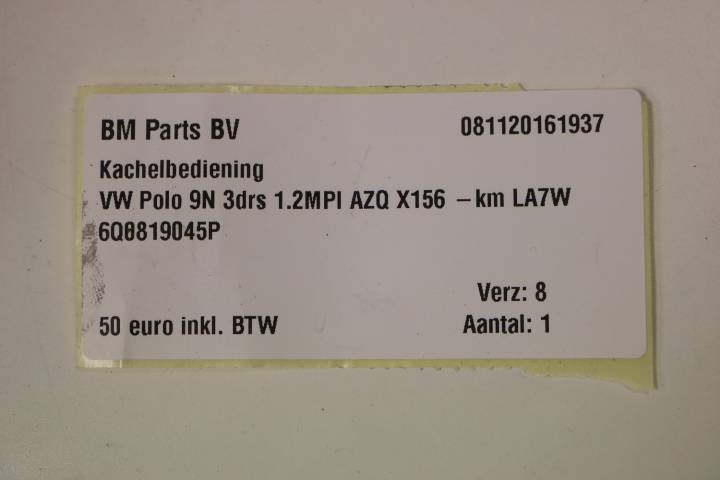 BM Parts BV 081120161937
Kachelbediening
VW Polo 9N 3drs 1.2MPI AZQ X156 –km LA7W
6Q0819045P
Verz: 8
50 euro inkl. BTW Aantal: 1